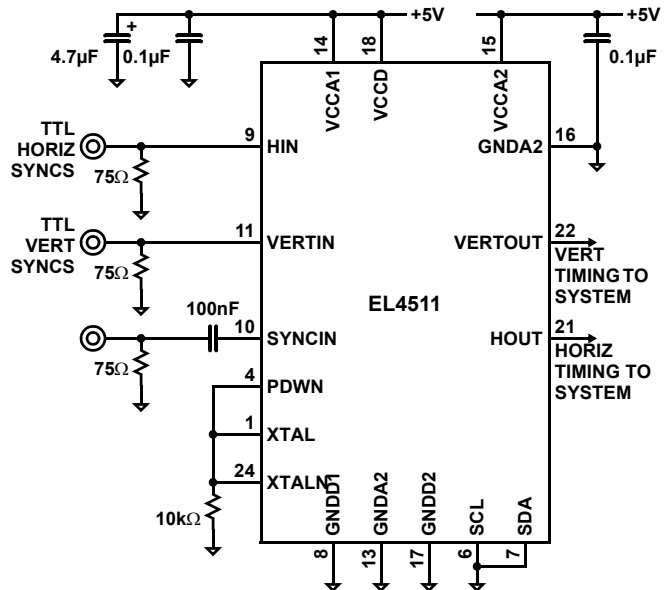 +5V
+5V
4.7µF
0.1µF
14
18
15
0.1µF
VCCA1
VCCD
VCCA2
TTL
HORIZ
SYNCS
9
HIN
75Ω
GNDA2
16
TTL
VERT
SYNCS
11
VERTIN
75Ω
VERTOUT
22
VERT
TIMING TO
SYSTEM
EL4511
100nF
10
SYNCIN
75Ω
HOUT
21
HORIZ
TIMING TO
SYSTEM
4
PDWN
1
XTAL
24
XTALN
10kΩ
GNDD1
GNDA2
GNDD2
SCL
SDA
8
13
17
6
7